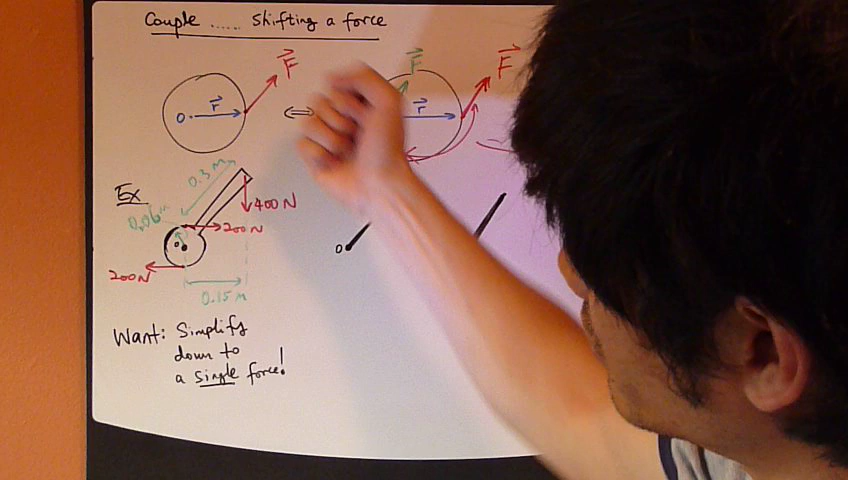 Couple ...... shifting a force
F
F
F
O
r
r
Ex
0.3 m
400 N
0.06 m
200 N
O
O
200 N
0.15 m
Want: Simplify
down to
a single force!